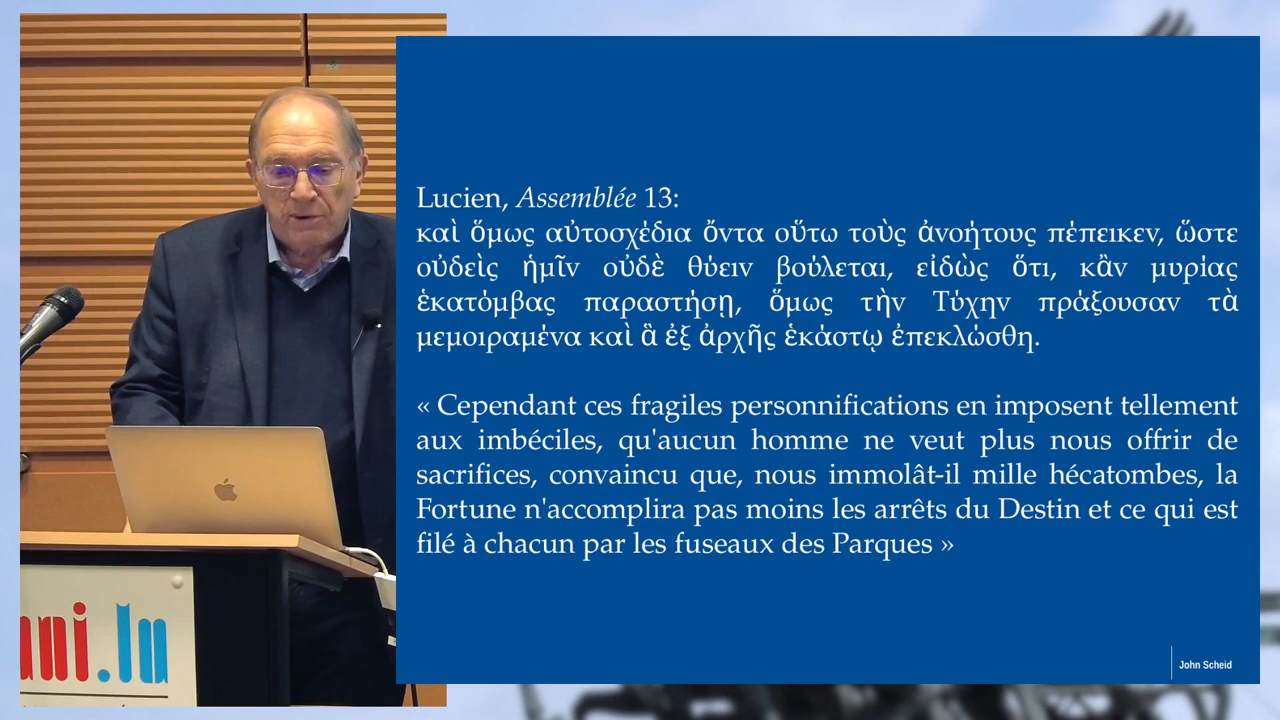 Lucien, Assemblée 13:
καὶ ὅμως αὐτοσχέδια ὄντα οὕτω τοὺς ἀνοήτους πέπεικεν, ὥστε
οὐδεὶς ἡμῖν οὐδὲ θύειν βούλεται, εἰδὼς ὅτι, κἂν μυρίας
ἑκατόμβας παραστήσῃ, ὅμως τὴν Τύχην πράξουσαν τὰ
μεμοιραμένα καὶ ἃ ἐξ ἀρχῆς ἑκάστῳ ἐπεκλώσθη.
« Cependant ces fragiles personnifications en imposent tellement
aux imbéciles, qu'aucun homme ne veut plus nous offrir de
sacrifices, convaincu que, nous immolât-il mille hécatombes, la
Fortune n'accomplira pas moins les arrêts du Destin et ce qui est
filé à chacun par les fuseaux des Parques »
John Scheid
uni.lu